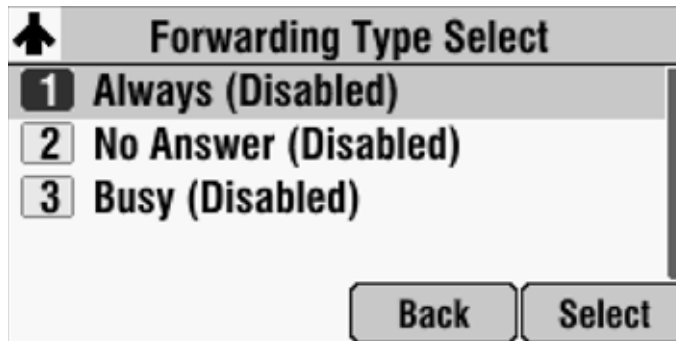 Forwarding Type Select
1 Always (Disabled)
2 No Answer (Disabled)
3 Busy (Disabled)
Back Select